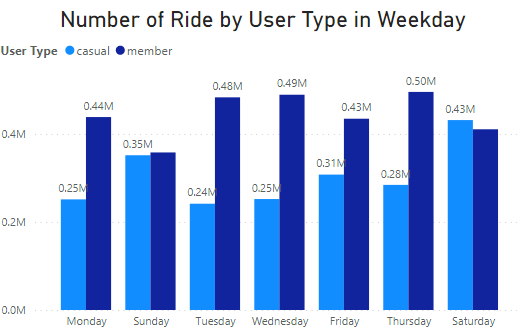 Number of Ride by User Type in Weekday
User Type casual member
0.4M
0.2M
0.0M
0.25M 0.44M 0.35M 0.24M 0.48M 0.25M 0.49M 0.31M 0.43M 0.28M 0.50M 0.43M
Monday Sunday Tuesday Wednesday Friday Thursday Saturday